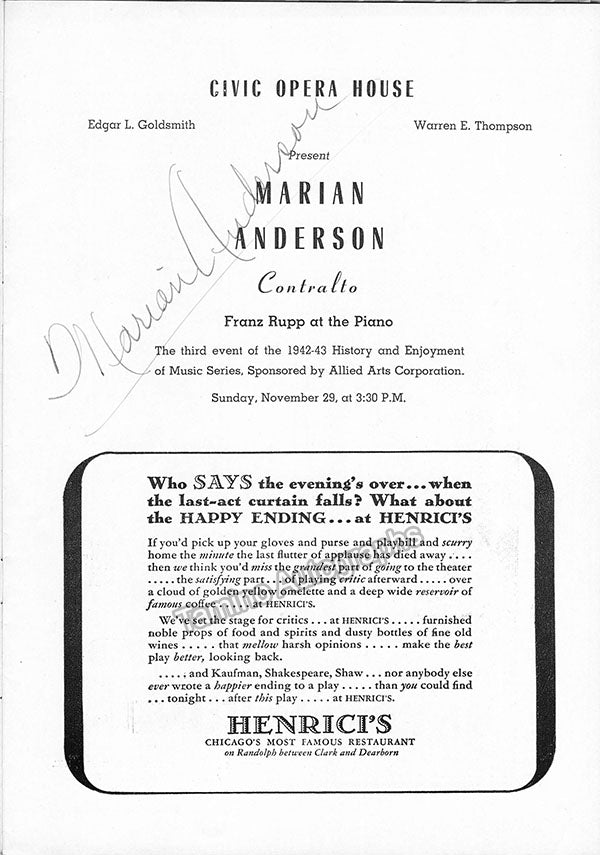 CIVIC OPERA HOUSE
Edgar L. Goldsmith Warren E. Thompson
Present
MARIAN
ANDERSON
Contralto
Franz Rupp at the Piano
The third event of the 1942-43 History and Enjoyment
of Music Series, Sponsored by Allied Arts Corporation.
Sunday, November 29, at 3:30 P.M.
Marian Anderson
Who SAYS the evening's over...when
the last-act curtain falls? What about
the HAPPY ENDING...at HENRICI'S
If you'd pick up your gloves and purse and playbill and scurry
home the minute the last flutter of applause has died away ....
then we think you'd miss the grandest part of going to the theater
.....the satisfying part... of playing critic afterward.....over
a cloud of golden yellow omelette and a deep wide reservoir of
famous coffee.....at HENRICI'S.
We've set the stage for critics...at HENRICI'S.....furnished
noble props of food and spirits and dusty bottles of fine old
wines.....that mellow harsh opinions.....make the best
play better, looking back.
.....and Kaufman, Shakespeare, Shaw...nor anybody else
ever wrote a happier ending to a play.....than you could find
...tonight...after this play.....at HENRICI'S.
HENRICI'S
CHICAGO'S MOST FAMOUS RESTAURANT
on Randolph between Clark and Dearborn
Tamino Autographs